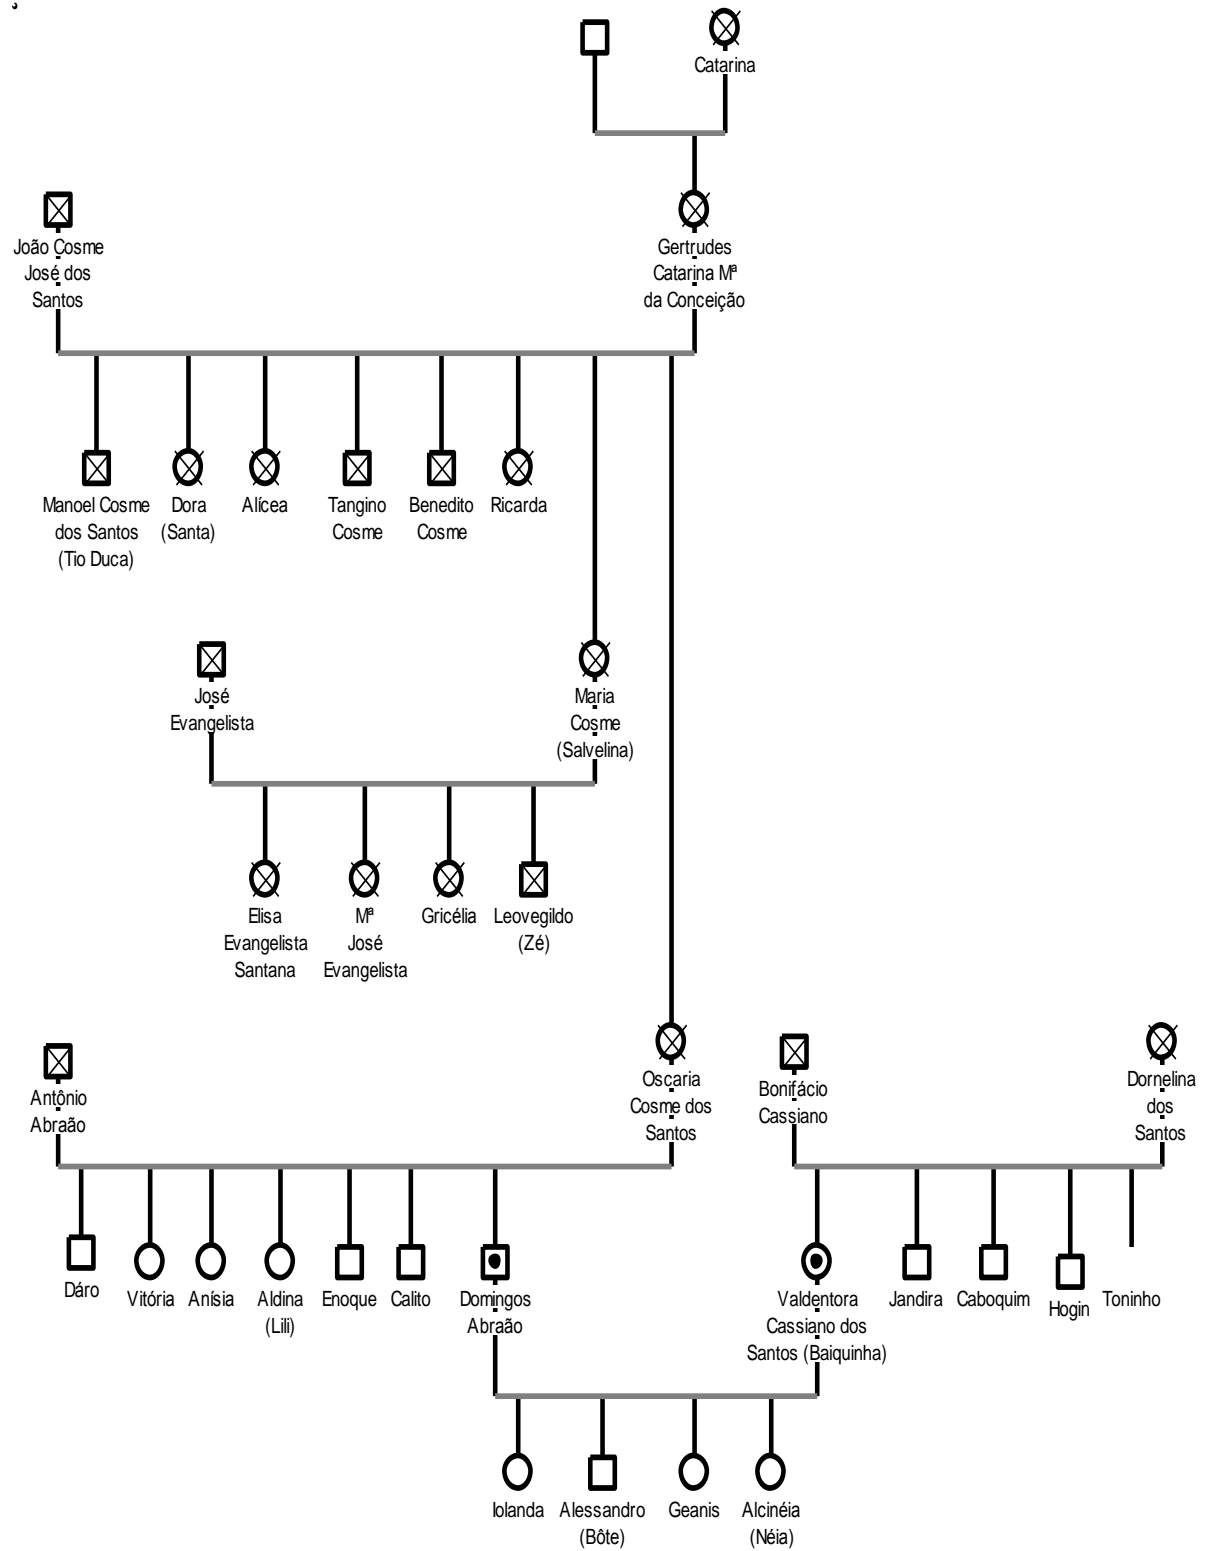 Catarina
João Cosme
José dos
Santos
Gertrudes
Catarina Mª
da Conceição
Manoel Cosme
dos Santos
(Tio Duca)
Dora
(Santa)
Alícea
Tangino
Cosme
Benedito
Cosme
Ricarda
José
Evangelista
Maria
Cosme
(Salvelina)
Elisa
Evangelista
Santana
Mª
José
Evangelista
Gricélia
Leovegildo
(Zé)
Antônio
Abraão
Oscaria
Cosme dos
Santos
Bonifácio
Cassiano
Dornelina
dos
Santos
Dáro
Vitória
Anísia
Aldina
(Lili)
Enoque
Calito
Domingos
Abraão
Valdentora
Cassiano dos
Santos (Baiquinha)
Jandira
Caboquim
Hogin
Toninho
Iolanda
Alessandro
(Bôte)
Geanis
Alcinéia
(Néia)